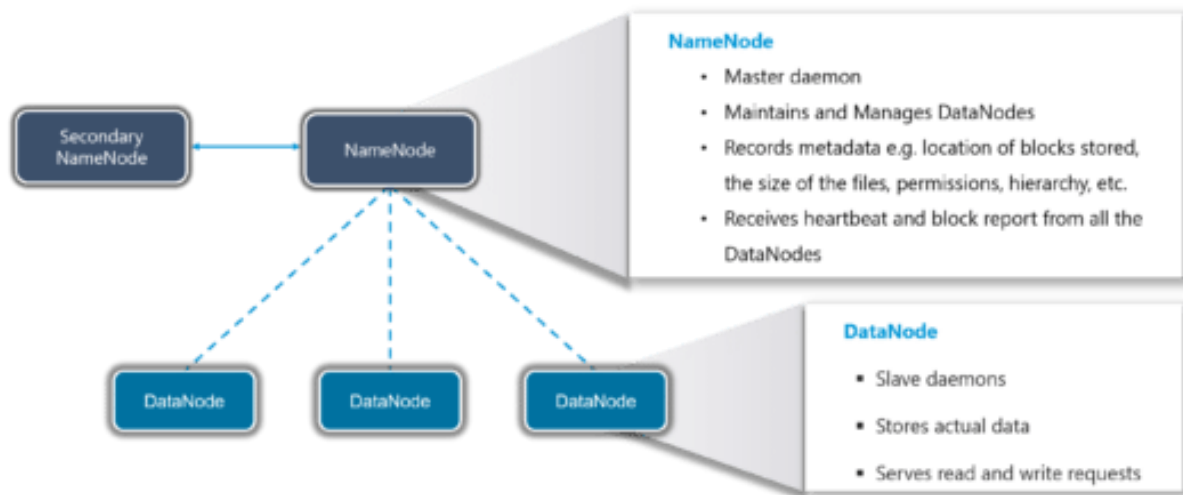 NameNode
• Master daemon
• Maintains and Manages DataNodes
• Records metadata e.g. location of blocks stored,
the size of the files, permissions, hierarchy, etc.
• Receives heartbeat and block report from all the
DataNodes
Secondary
NameNode
NameNode
DataNode
DataNode
DataNode
DataNode
▪ Slave daemons
▪ Stores actual data
▪ Serves read and write requests